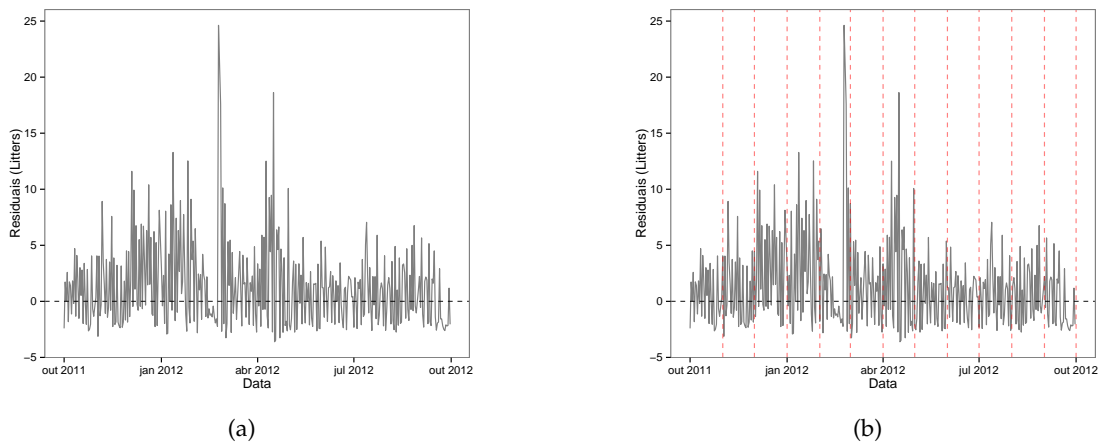 25
20
15
10
5
0
−5
Residuais (Litters)
out 2011
jan 2012
abr 2012
jul 2012
out 2012
Data
(a)
25
20
15
10
5
0
−5
Residuais (Litters)
out 2011
jan 2012
abr 2012
jul 2012
out 2012
Data
(b)